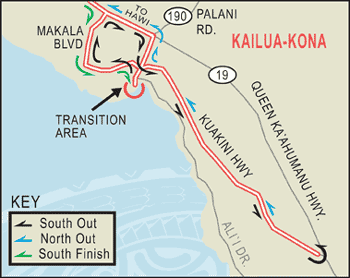 TO
HAWI
190
PALANI
RD.
MAKALA
BLVD
KAILUA-KONA
19
TRANSITION
AREA
QUEEN KA'AHUMANU HWY.
KUAKINI HWY
ALI'I DR.
KEY
South Out
North Out
South Finish